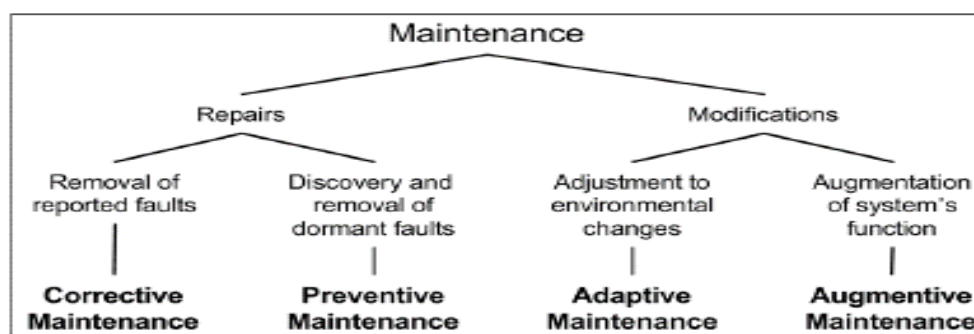 Maintenance
Repairs
Modifications
Removal of
reported faults
Discovery and
removal of
dormant faults
Adjustment to
environmental
changes
Augmentation
of system's
function
Corrective
Maintenance
Preventive
Maintenance
Adaptive
Maintenance
Augmentive
Maintenance